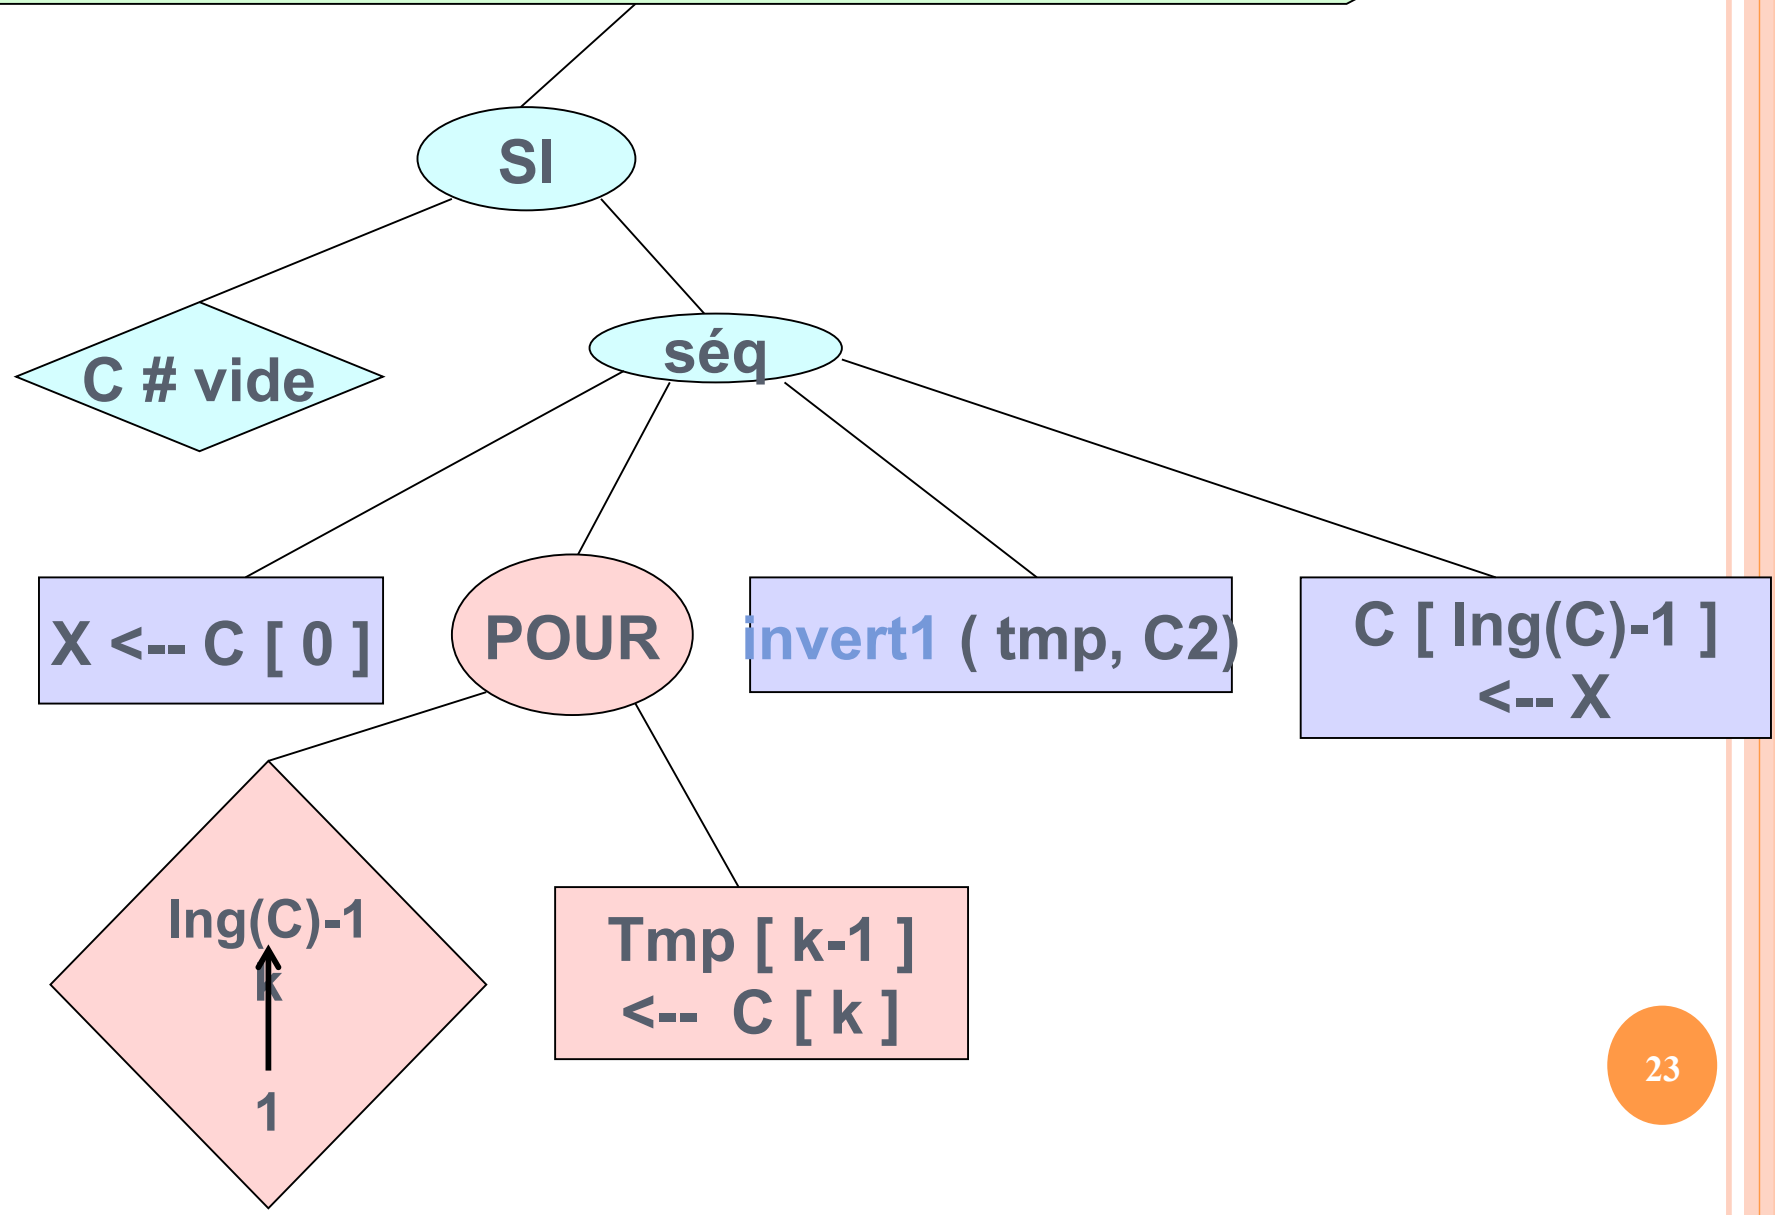 SI
C # vide
séq
X <-- C [ 0 ]
POUR
invert1 ( tmp, C2)
C [ lng(C)-1 ]
<-- X
lng(C)-1
k
1
Tmp [ k-1 ]
<-- C [ k ]
23